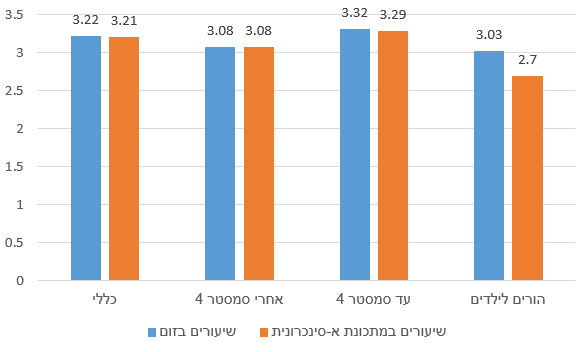 3.5
3
2.5
2
1.5
1
0.5
0
3.22
3.21
3.08
3.08
3.32
3.29
3.03
2.7
כללי
אחרי סמסטר 4
עד סמסטר 4
הורים לילדים
שיעורים בזום
שיעורים במתכונת א-סינכרונית